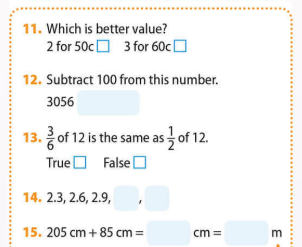 11. Which is better value?
2 for 50c □ 3 for 60c □
12. Subtract 100 from this number.
3056
13. 3/6 of 12 is the same as 1/2 of 12.
True □ False □
14. 2.3, 2.6, 2.9, ,
15. 205 cm + 85 cm = cm = m